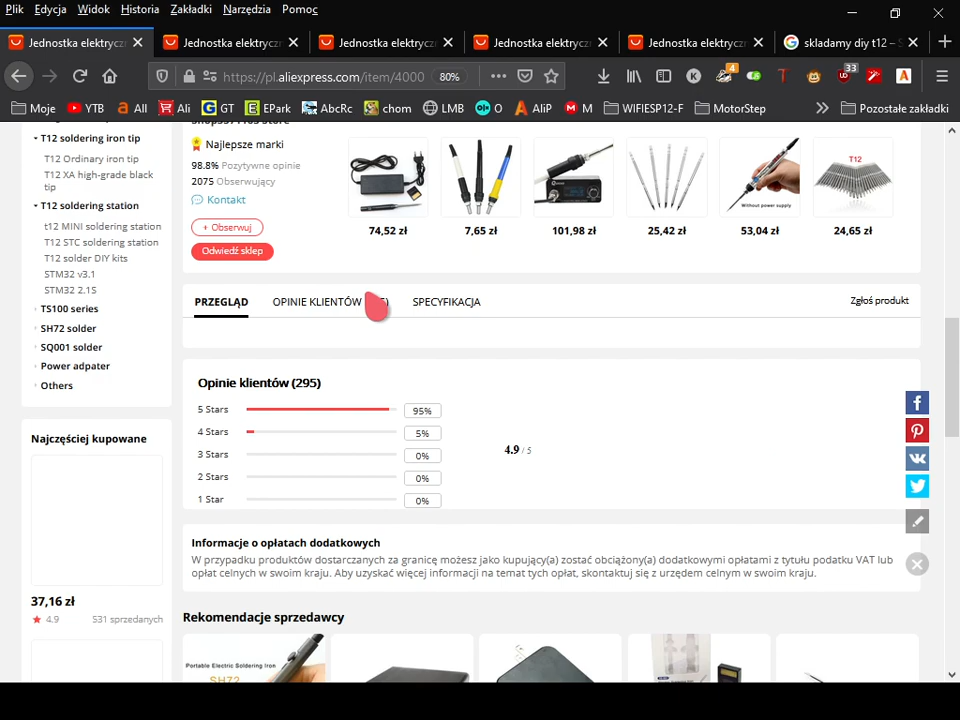 Plik Edycja Widok Historia Zakładki Narzędzia Pomoc
Jednostka elektryczn
Jednostka elektryczn
Jednostka elektryczn
Jednostka elektryczn
Jednostka elektryczn
skladamy diy t12 – S
https://pl.aliexpress.com/item/4000
80%
4
33
Moje YTB All Ali GT EPark AbcRc chom LMB O AliP M WIFIESP12-F MotorStep Pozostałe zakładki
T12 soldering iron tip
T12 Ordinary iron tip
T12 XA high-grade black
tip
T12 soldering station
t12 MINI soldering station
T12 STC soldering station
T12 solder DIY kits
STM32 v3.1
STM32 2.1S
TS100 series
SH72 solder
SQ001 solder
Power adpater
Others
Najczęściej kupowane
37,16 zł
4.9 531 sprzedanych
Najlepsze marki
98.8% Pozytywne opinie
2075 Obserwujący
Kontakt
+ Obserwuj
Odwiedź sklep
Without power supply
T12
74,52 zł 7,65 zł 101,98 zł 25,42 zł 53,04 zł 24,65 zł
PRZEGLĄD OPINIE KLIENTÓW SPECYFIKACJA Zgłoś produkt
Opinie klientów (295)
5 Stars 95%
4 Stars 5%
3 Stars 0%
2 Stars 0%
1 Star 0%
4.9 / 5
Informacje o opłatach dodatkowych
W przypadku produktów dostarczanych za granicę możesz jako kupujący(a) zostać obciążony(a) dodatkowymi opłatami z tytułu podatku VAT lub
opłat celnych w swoim kraju. Aby uzyskać więcej informacji na temat tych opłat, skontaktuj się z urzędem celnym w swoim kraju.
Rekomendacje sprzedawcy
Portable Electric Soldering Iron
SH72